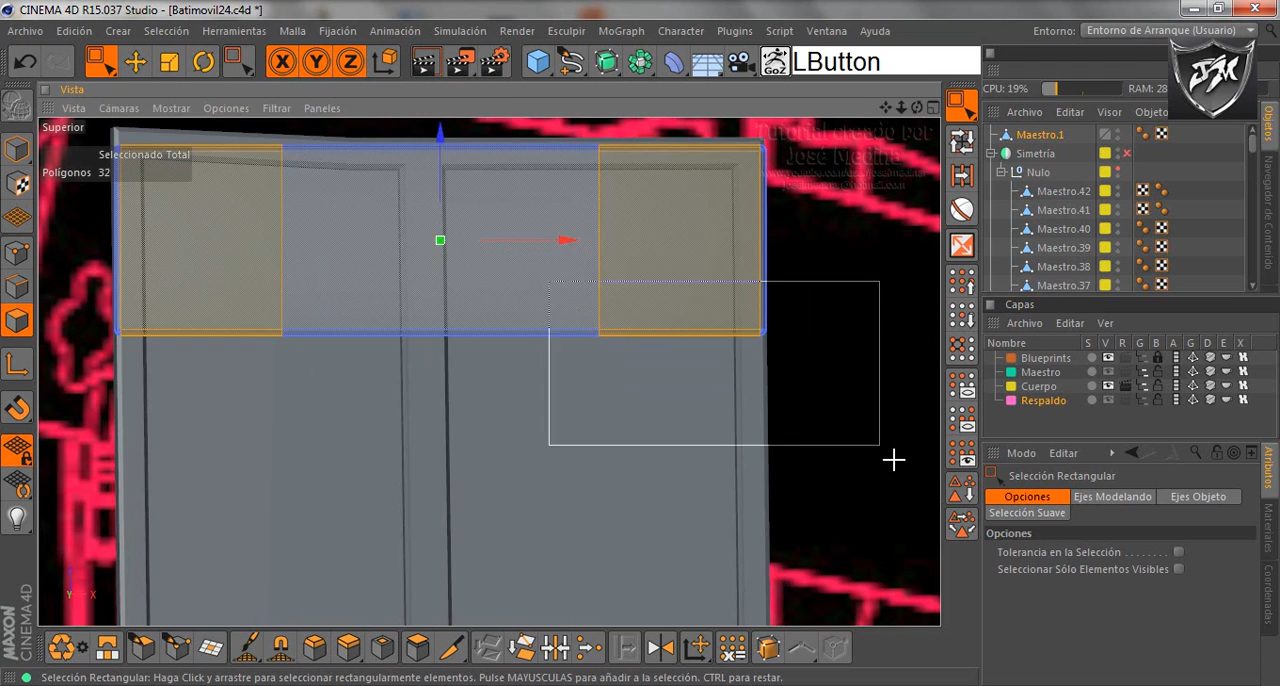 CINEMA 4D R15.037 Studio - [Batimovil24.c4d *]
Archivo Edición Crear Selección Herramientas Malla Fijación Animación Simulación Render Esculpir MoGraph Character Plugins Script Ventana Ayuda
Entorno: Entorno de Arranque (Usuario)
X Y Z
GoZ
LButton
JM
Vista
CPU: 19% RAM: 28
Vista Cámaras Mostrar Opciones Filtrar Paneles
Archivo Editar Visor Objeto
Superior
Tutorial creado por
José Medina
Seleccionado Total
Polígonos 32
Maestro.1
Simetría
Nulo
Maestro.42
Maestro.41
Maestro.40
Maestro.39
Maestro.38
Maestro.37
Objetos
Navegador de Contenido
Capas
Archivo Editar Ver
Nombre S V R G B A G D E X
Blueprints
Maestro
Cuerpo
Respaldo
Modo Editar
Selección Rectangular
Opciones Ejes Modelando Ejes Objeto
Selección Suave
Opciones
Tolerancia en la Selección
Seleccionar Sólo Elementos Visibles
Atributos
Materiales
Coordenadas
Y X
MAXON
CINEMA 4D
Selección Rectangular: Haga Click y arrastre para seleccionar rectangularmente elementos. Pulse MAYUSCULAS para añadir a la selección. CTRL para restar.